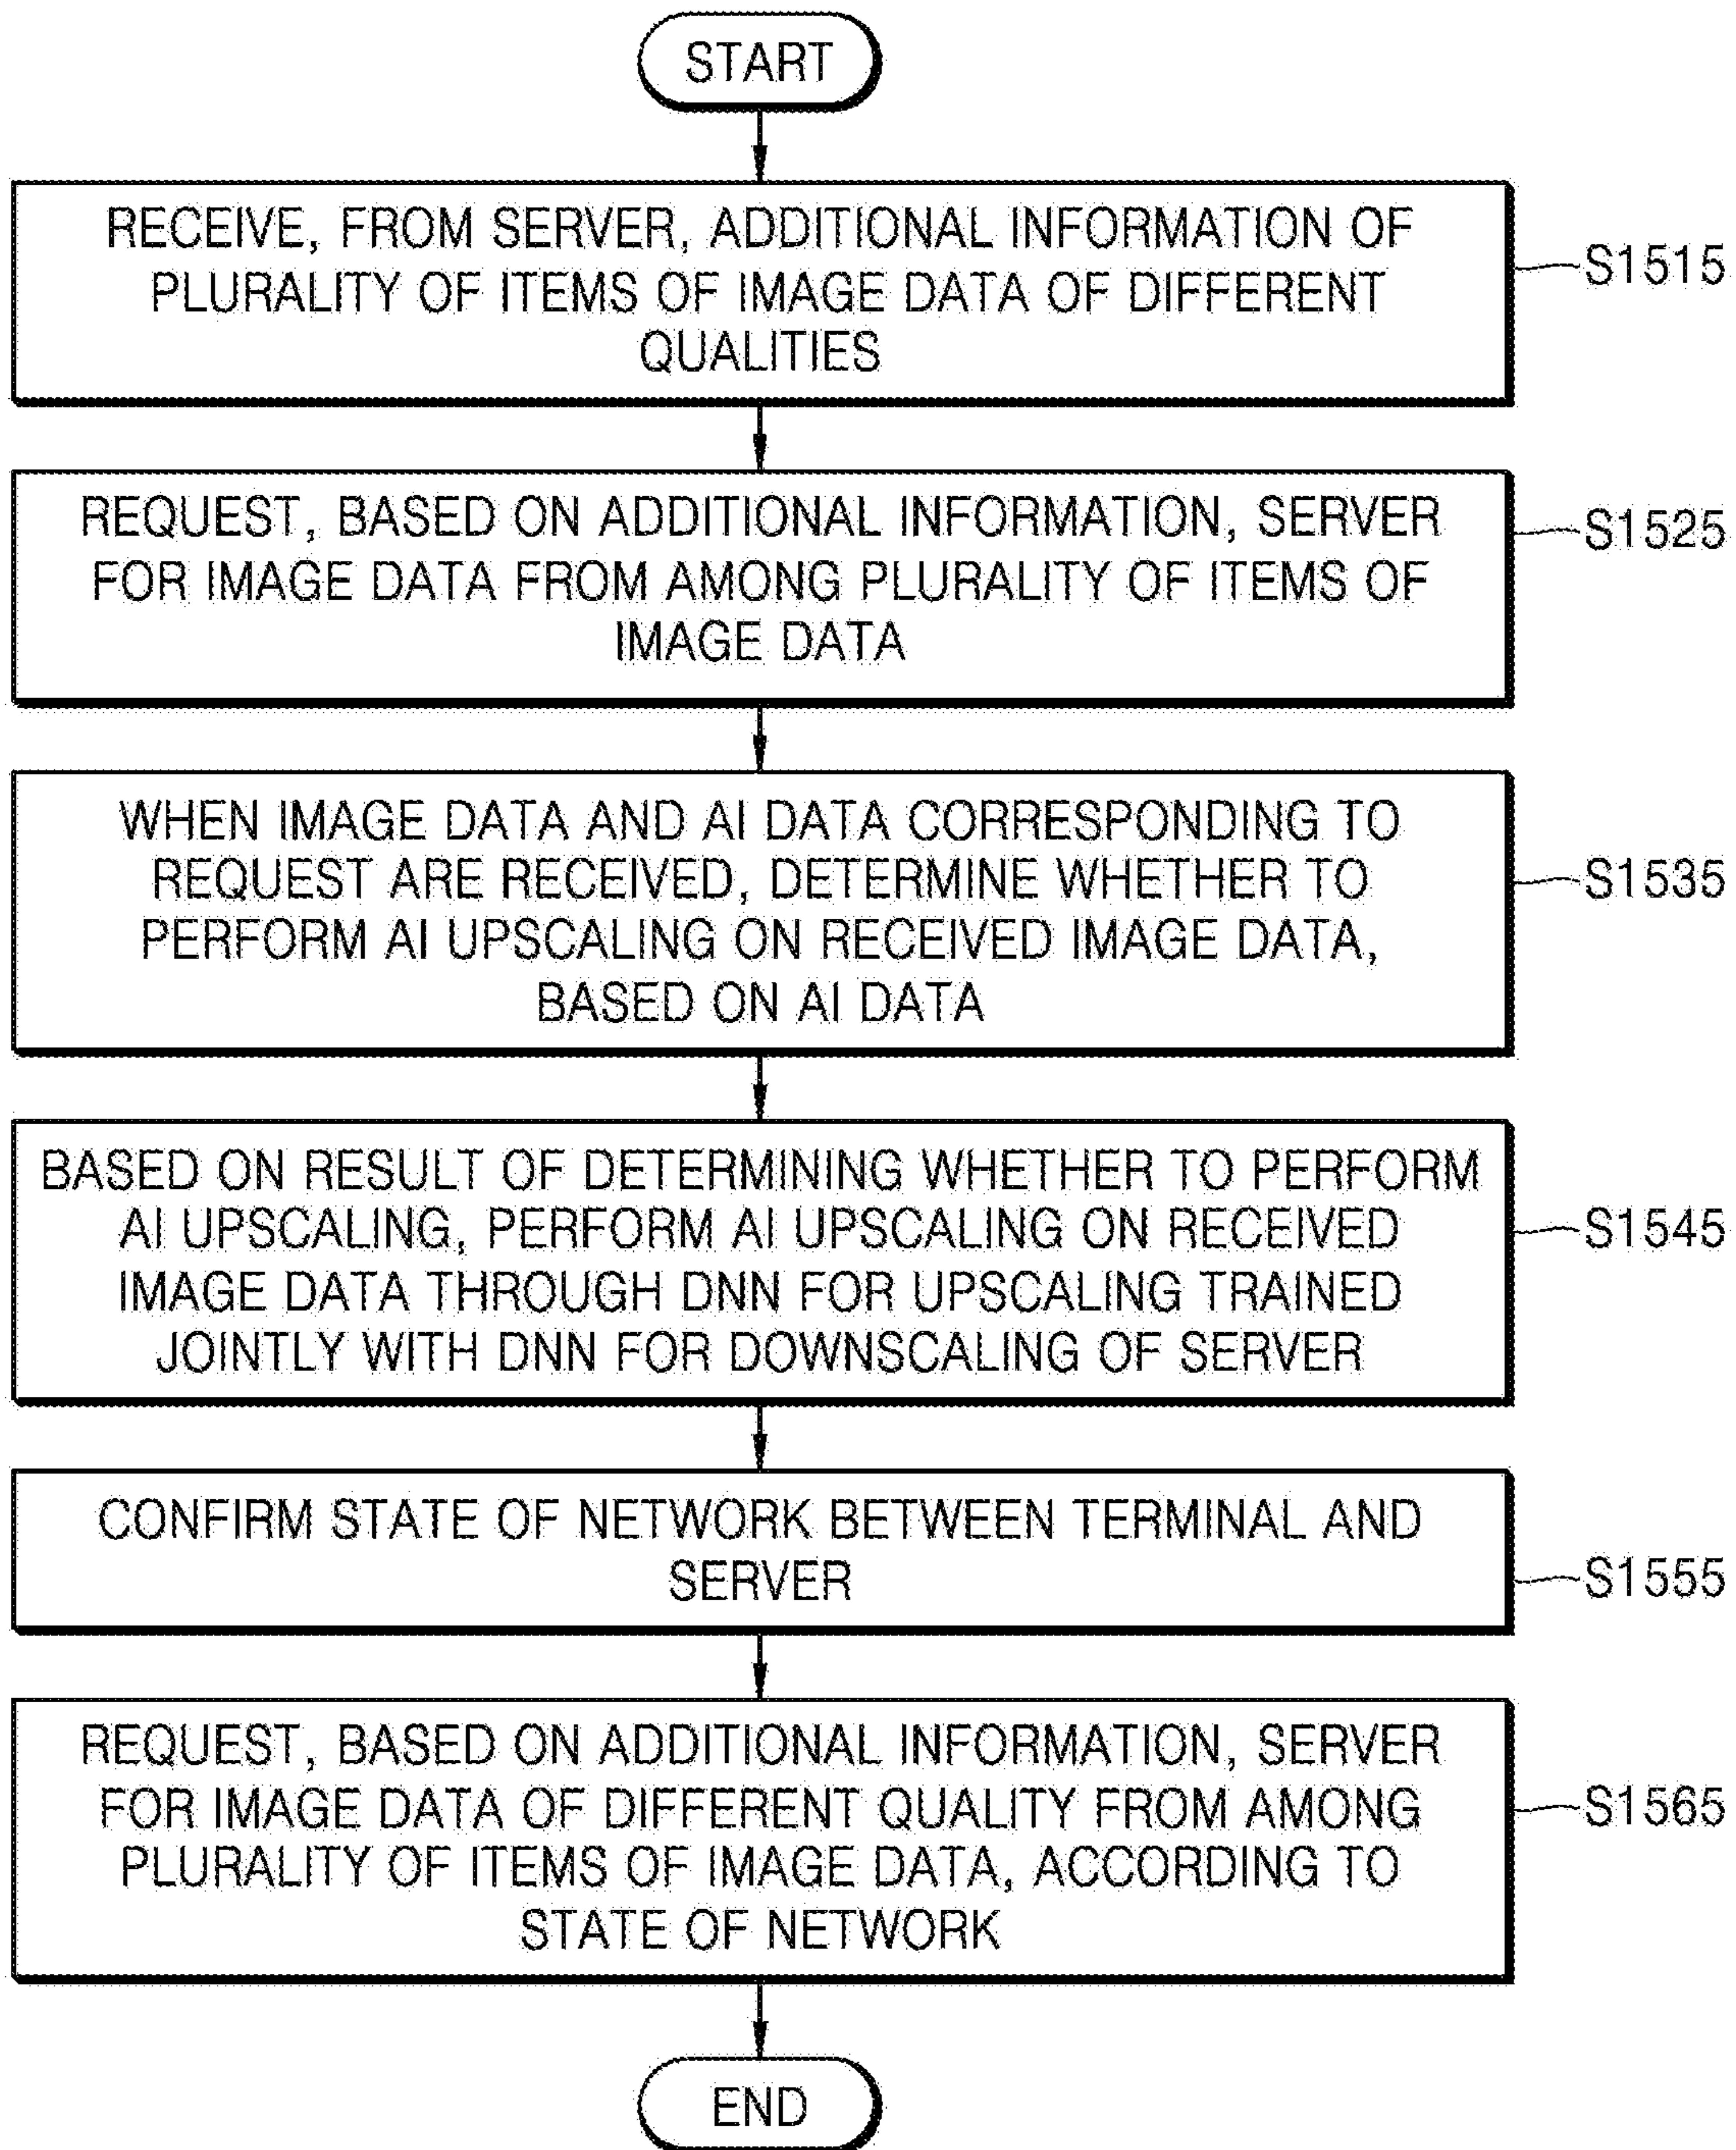 START
RECEIVE, FROM SERVER, ADDITIONAL INFORMATION OF
PLURALITY OF ITEMS OF IMAGE DATA OF DIFFERENT
QUALITIES
S1515
REQUEST, BASED ON ADDITIONAL INFORMATION, SERVER
FOR IMAGE DATA FROM AMONG PLURALITY OF ITEMS OF
IMAGE DATA
S1525
WHEN IMAGE DATA AND AI DATA CORRESPONDING TO
REQUEST ARE RECEIVED, DETERMINE WHETHER TO
PERFORM AI UPSCALING ON RECEIVED IMAGE DATA,
BASED ON AI DATA
S1535
BASED ON RESULT OF DETERMINING WHETHER TO PERFORM
AI UPSCALING, PERFORM AI UPSCALING ON RECEIVED
IMAGE DATA THROUGH DNN FOR UPSCALING TRAINED
JOINTLY WITH DNN FOR DOWNSCALING OF SERVER
S1545
CONFIRM STATE OF NETWORK BETWEEN TERMINAL AND
SERVER
S1555
REQUEST, BASED ON ADDITIONAL INFORMATION, SERVER
FOR IMAGE DATA OF DIFFERENT QUALITY FROM AMONG
PLURALITY OF ITEMS OF IMAGE DATA, ACCORDING TO
STATE OF NETWORK
S1565
END